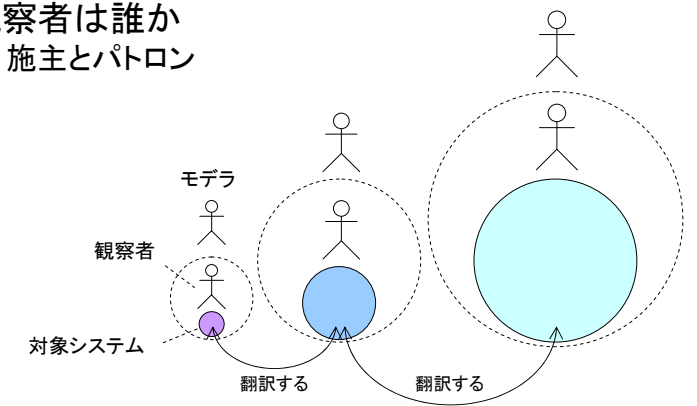 察者は誰か
施主とパトロン
モデラ
観察者
対象システム
翻訳する
翻訳する